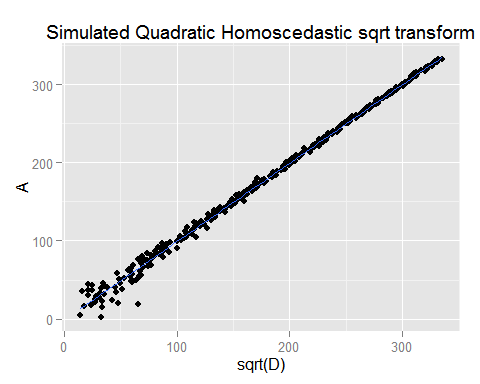 Simulated Quadratic Homoscedastic sqrt transform
300
200
100
0
A
0 100 200 300
sqrt(D)